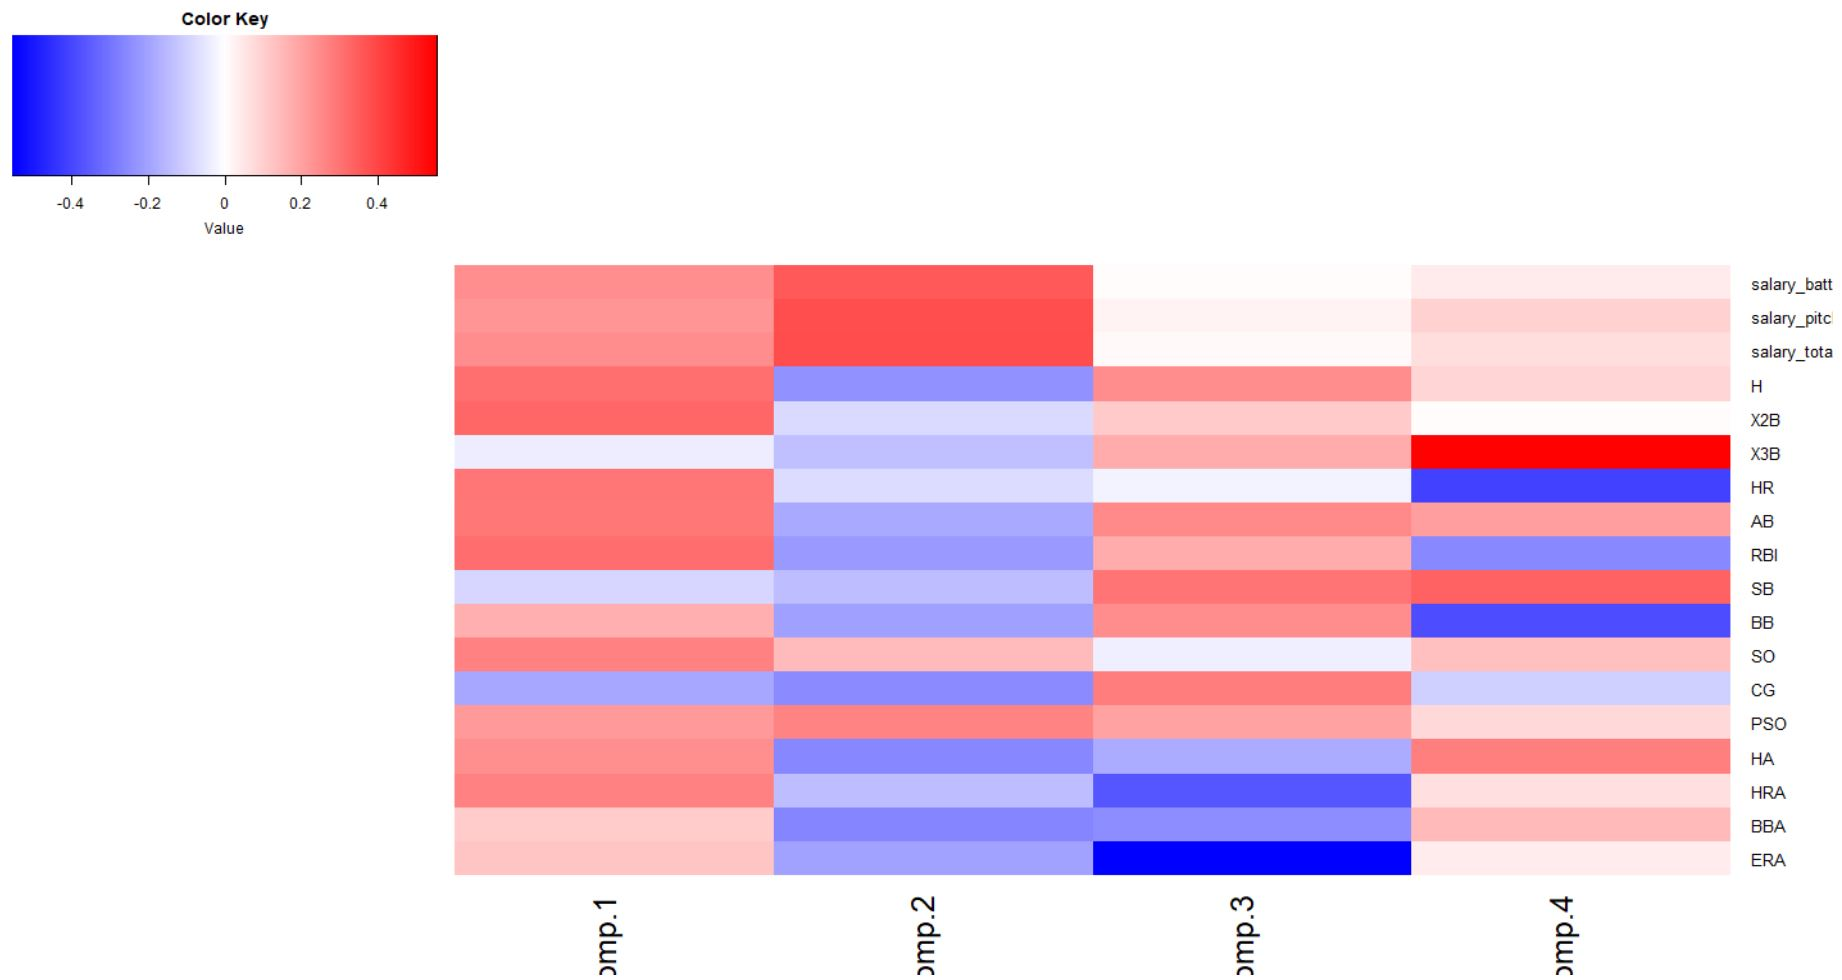 Color Key
-0.4 -0.2 0 0.2 0.4
Value
salary_batt
salary_pitc
salary_tota
H
X2B
X3B
HR
AB
RBI
SB
BB
SO
CG
PSO
HA
HRA
BBA
ERA
omp.1 omp.2 omp.3 omp.4